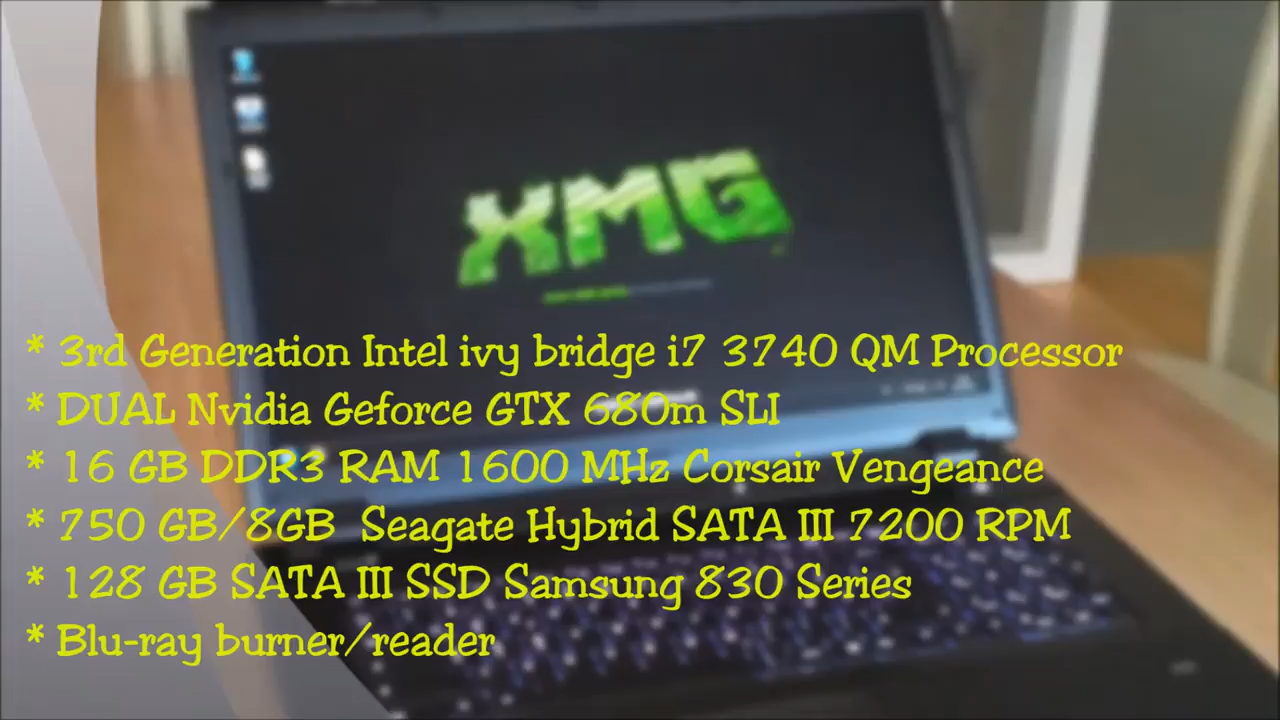 XMG
* 3rd Generation Intel ivy bridge i7 3740 QM Processor
* DUAL Nvidia Geforce GTX 680m SLI
* 16 GB DDR3 RAM 1600 MHz Corsair Vengeance
* 750 GB/8GB  Seagate Hybrid SATA III 7200 RPM
* 128 GB SATA III SSD Samsung 830 Series
* Blu-ray burner/reader